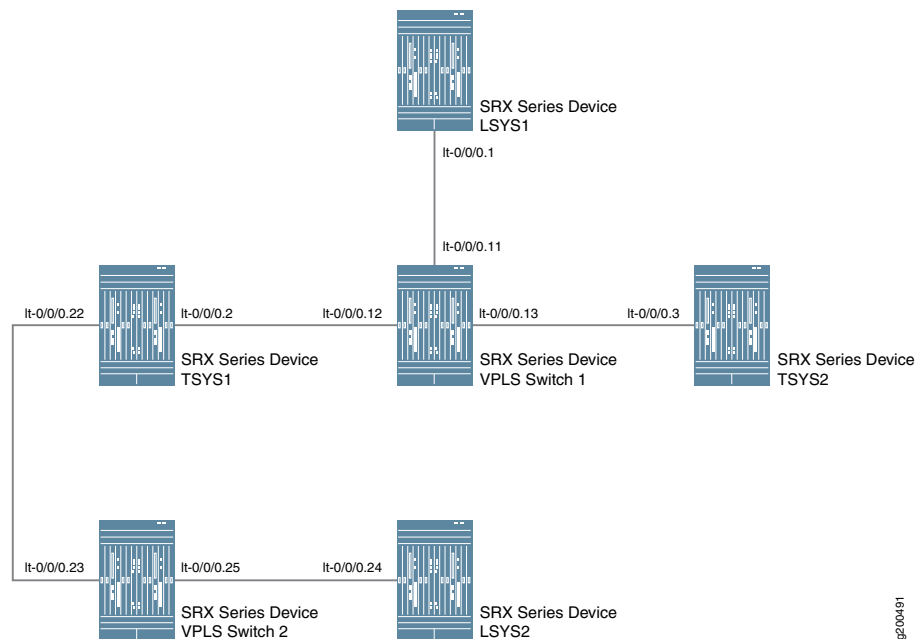 SRX Series Device
LSYS1
lt-0/0/0.1
lt-0/0/0.11
lt-0/0/0.22
lt-0/0/0.2
lt-0/0/0.12
lt-0/0/0.13
lt-0/0/0.3
SRX Series Device
TSYS1
SRX Series Device
VPLS Switch 1
SRX Series Device
TSYS2
lt-0/0/0.23
lt-0/0/0.25
lt-0/0/0.24
SRX Series Device
VPLS Switch 2
SRX Series Device
LSYS2
g200491